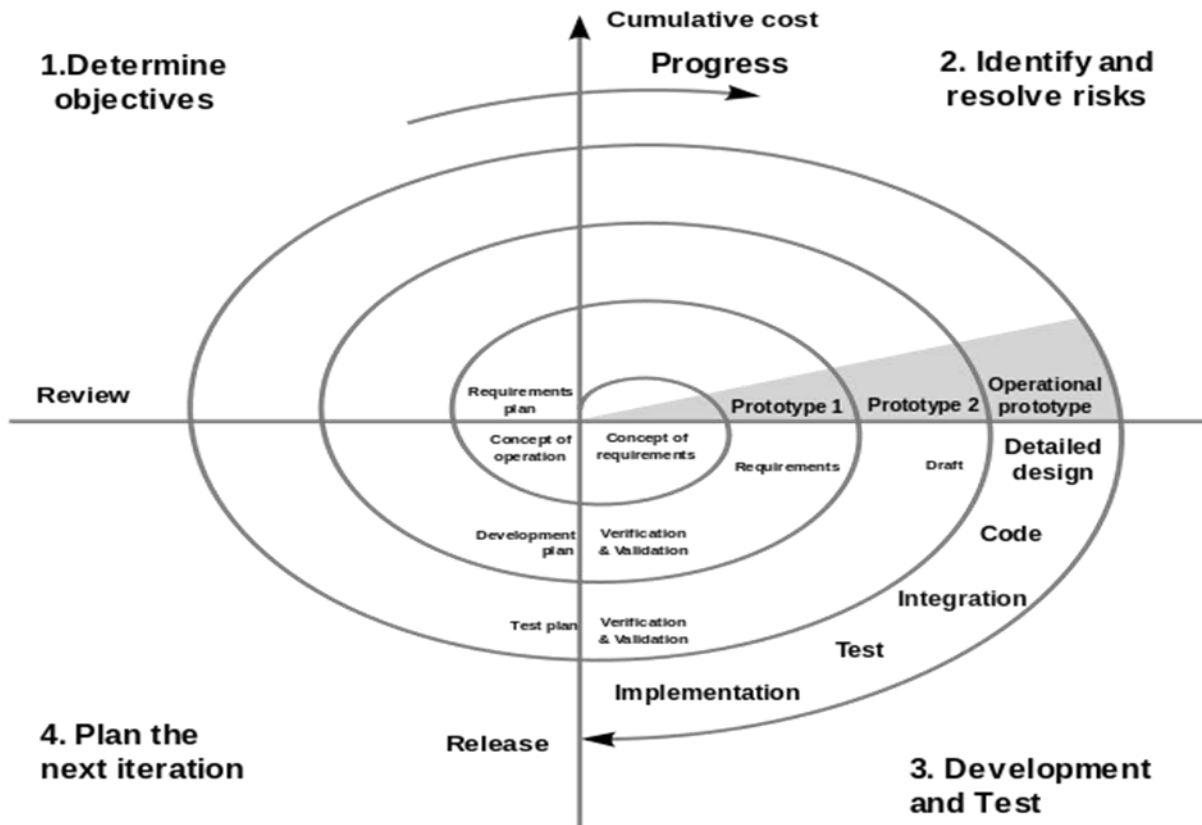 Cumulative cost
1.Determine
objectives
Progress
2. Identify and
resolve risks
Review
Requirements
plan
Prototype 1
Prototype 2
Operational
prototype
Concept of
operation
Concept of
requirements
Requirements
Draft
Detailed
design
Development
plan
Verification
& Validation
Code
Integration
Test plan
Verification
& Validation
Test
Implementation
4. Plan the
next iteration
Release
3. Development
and Test